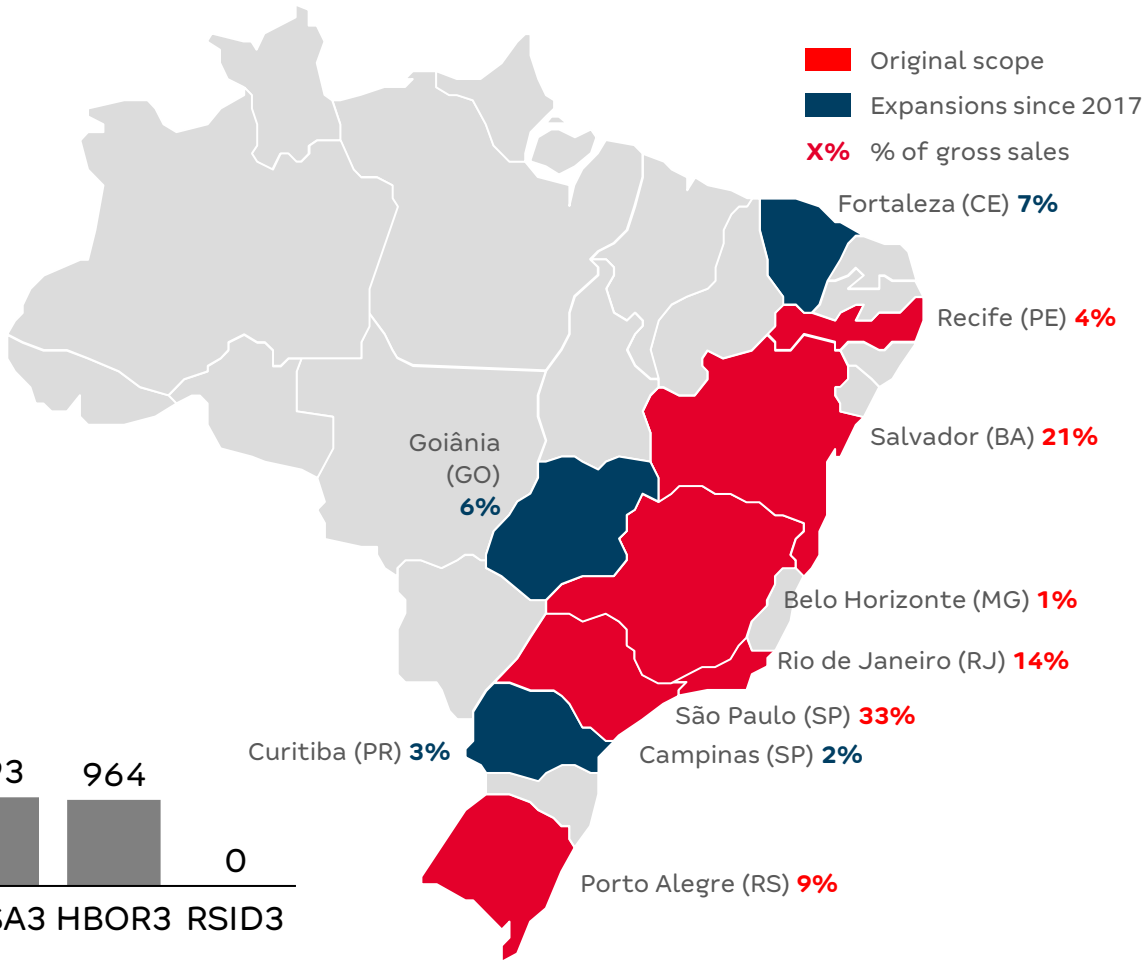 Original scope
Expansions since 2017
X% % of gross sales
Fortaleza (CE) 7%
Recife (PE) 4%
Salvador (BA) 21%
Goiânia
(GO)
6%
Belo Horizonte (MG) 1%
Rio de Janeiro (RJ) 14%
São Paulo (SP) 33%
Curitiba (PR) 3%
Campinas (SP) 2%
Porto Alegre (RS) 9%
964
0
HBOR3 RSID3